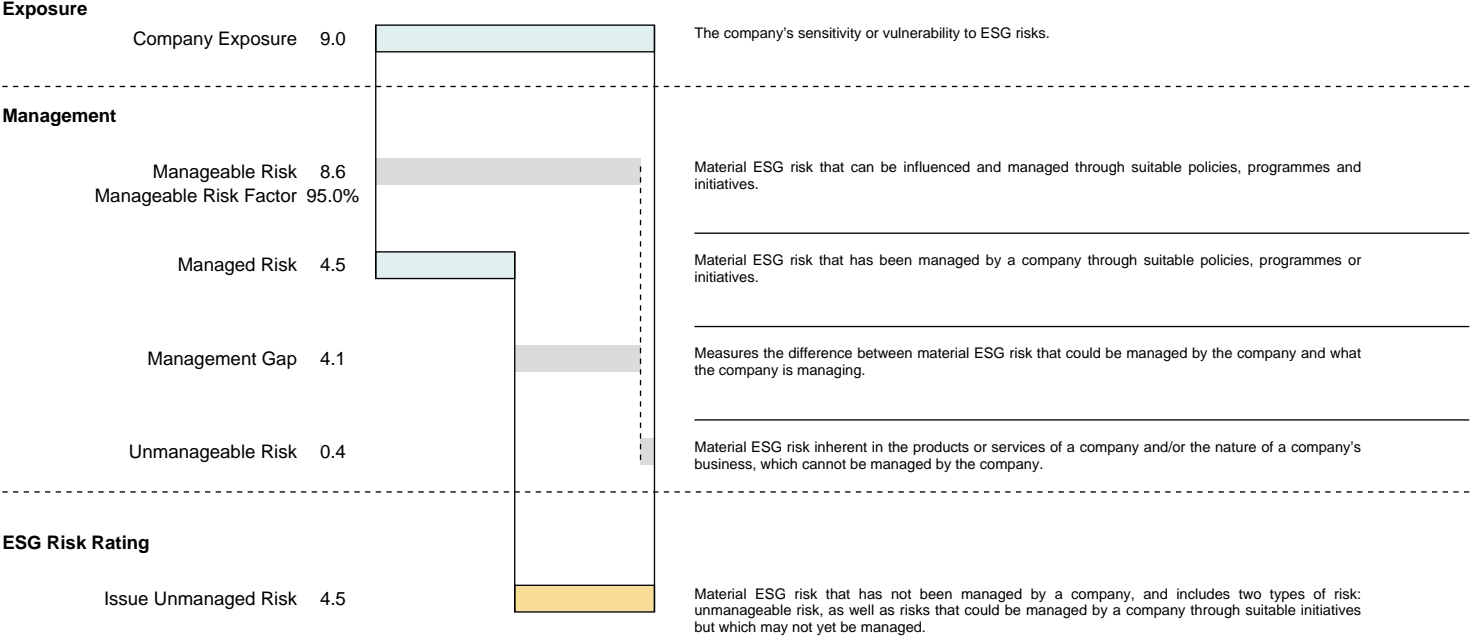 Exposure
Company Exposure 9.0
The company's sensitivity or vulnerability to ESG risks.
Management
Manageable Risk 8.6
Manageable Risk Factor 95.0%
Material ESG risk that can be influenced and managed through suitable policies, programmes and
initiatives.
Managed Risk 4.5
Material ESG risk that has been managed by a company through suitable policies, programmes or
initiatives.
Management Gap 4.1
Measures the difference between material ESG risk that could be managed by the company and what
the company is managing.
Unmanageable Risk 0.4
Material ESG risk inherent in the products or services of a company and/or the nature of a company's
business, which cannot be managed by the company.
ESG Risk Rating
Issue Unmanaged Risk 4.5
Material ESG risk that has not been managed by a company, and includes two types of risk:
unmanageable risk, as well as risks that could be managed by a company through suitable initiatives
but which may not yet be managed.